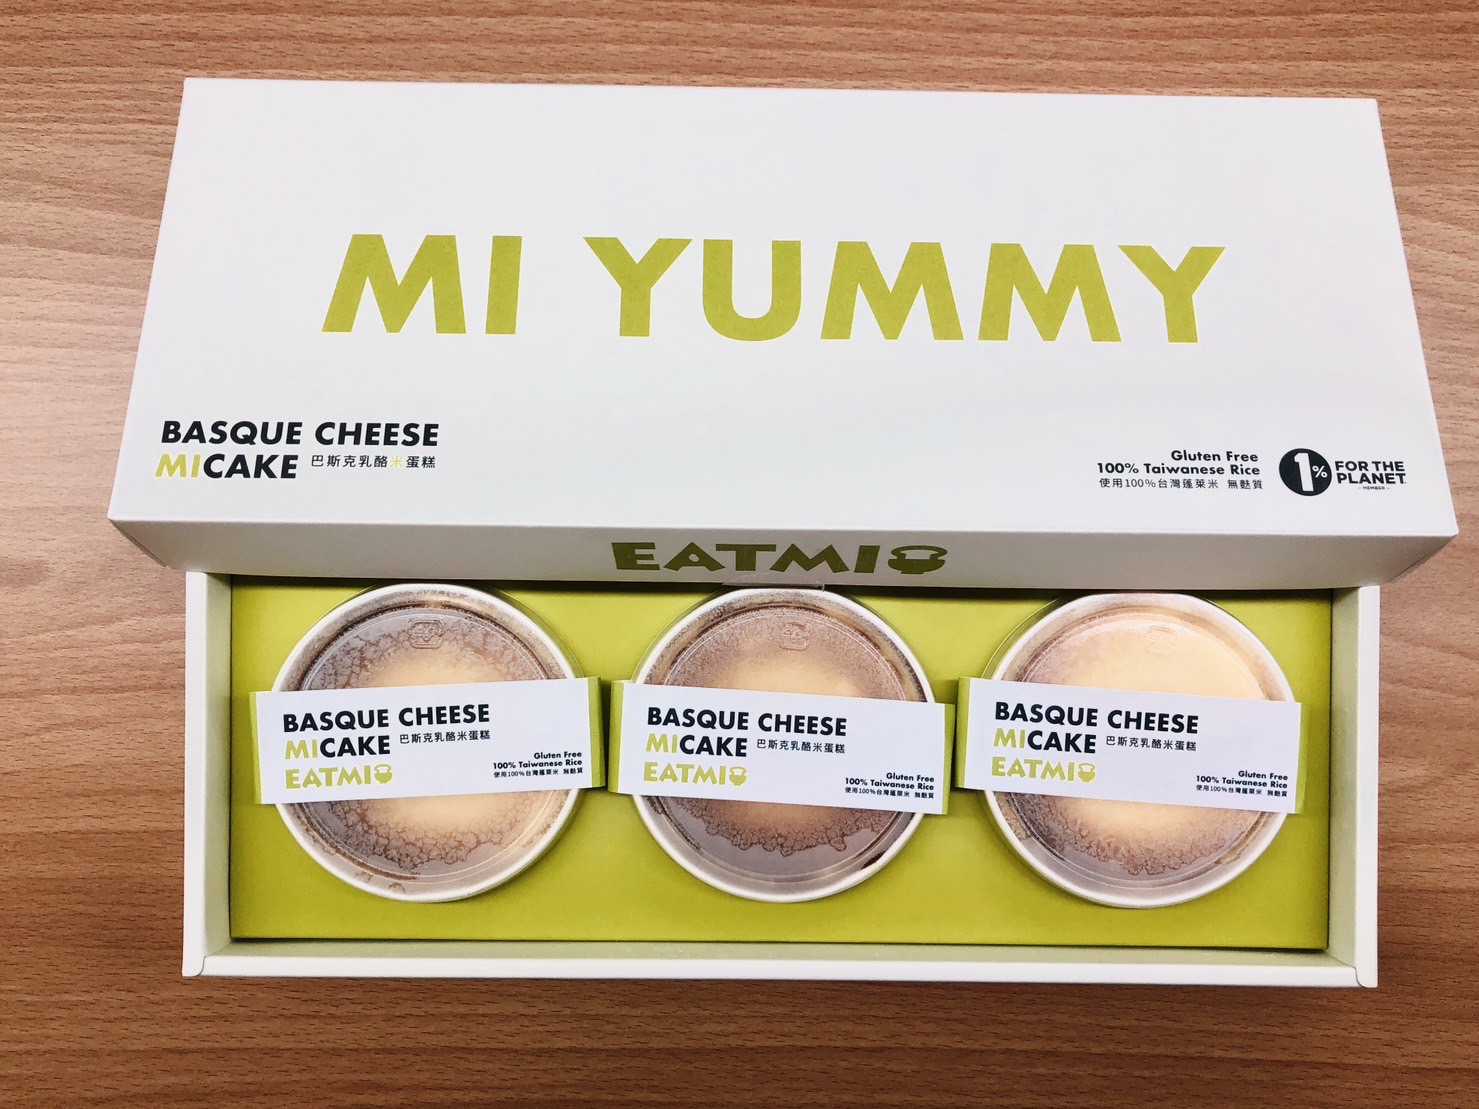 MI YUMMY
BASQUE CHEESE
MICAKE 巴斯克乳酪米蛋糕
Gluten Free
100% Taiwanese Rice
使用100%台灣蓬萊米 無麩質
1%
FOR THE
PLANET
MEMBER
EATMI
BASQUE CHEESE
MICAKE 巴斯克乳酪米蛋糕
EATMI
Gluten Free
100% Taiwanese Rice
使用100%台灣蓬萊米 無麩質
BASQUE CHEESE
MICAKE 巴斯克乳酪米蛋糕
EATMI
Gluten Free
100% Taiwanese Rice
使用100%台灣蓬萊米 無麩質
BASQUE CHEESE
MICAKE 巴斯克乳酪米蛋糕
EATMI
Gluten Free
100% Taiwanese Rice
使用100%台灣蓬萊米 無麩質